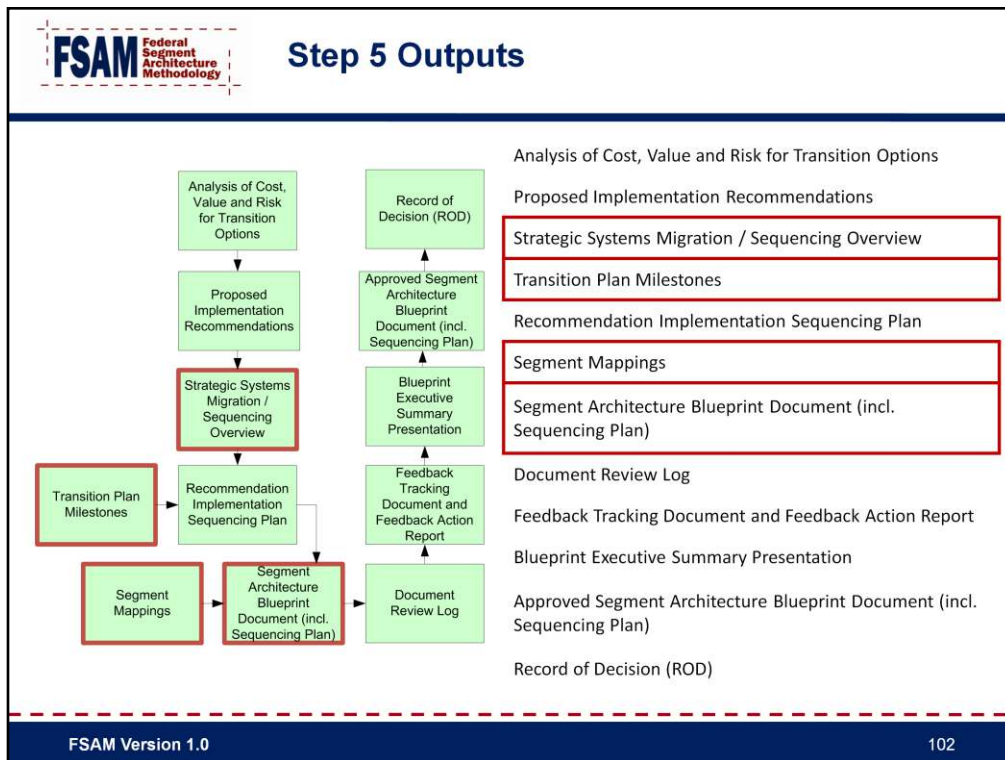 FSAM
Federal
Segment
Architecture
Methodology
Step 5 Outputs
Analysis of Cost,
Value and Risk
for Transition
Options
Proposed
Implementation
Recommendations
Strategic Systems
Migration /
Sequencing
Overview
Transition Plan
Milestones
Recommendation
Implementation
Sequencing Plan
Segment
Mappings
Segment
Architecture
Blueprint
Document (incl.
Sequencing Plan)
Record of
Decision (ROD)
Approved Segment
Architecture
Blueprint
Document (incl.
Sequencing Plan)
Blueprint
Executive
Summary
Presentation
Feedback
Tracking
Document and
Feedback Action
Report
Document
Review Log
Analysis of Cost, Value and Risk for Transition Options
Proposed Implementation Recommendations
Strategic Systems Migration / Sequencing Overview
Transition Plan Milestones
Recommendation Implementation Sequencing Plan
Segment Mappings
Segment Architecture Blueprint Document (incl.
Sequencing Plan)
Document Review Log
Feedback Tracking Document and Feedback Action Report
Blueprint Executive Summary Presentation
Approved Segment Architecture Blueprint Document (incl.
Sequencing Plan)
Record of Decision (ROD)
FSAM Version 1.0
102